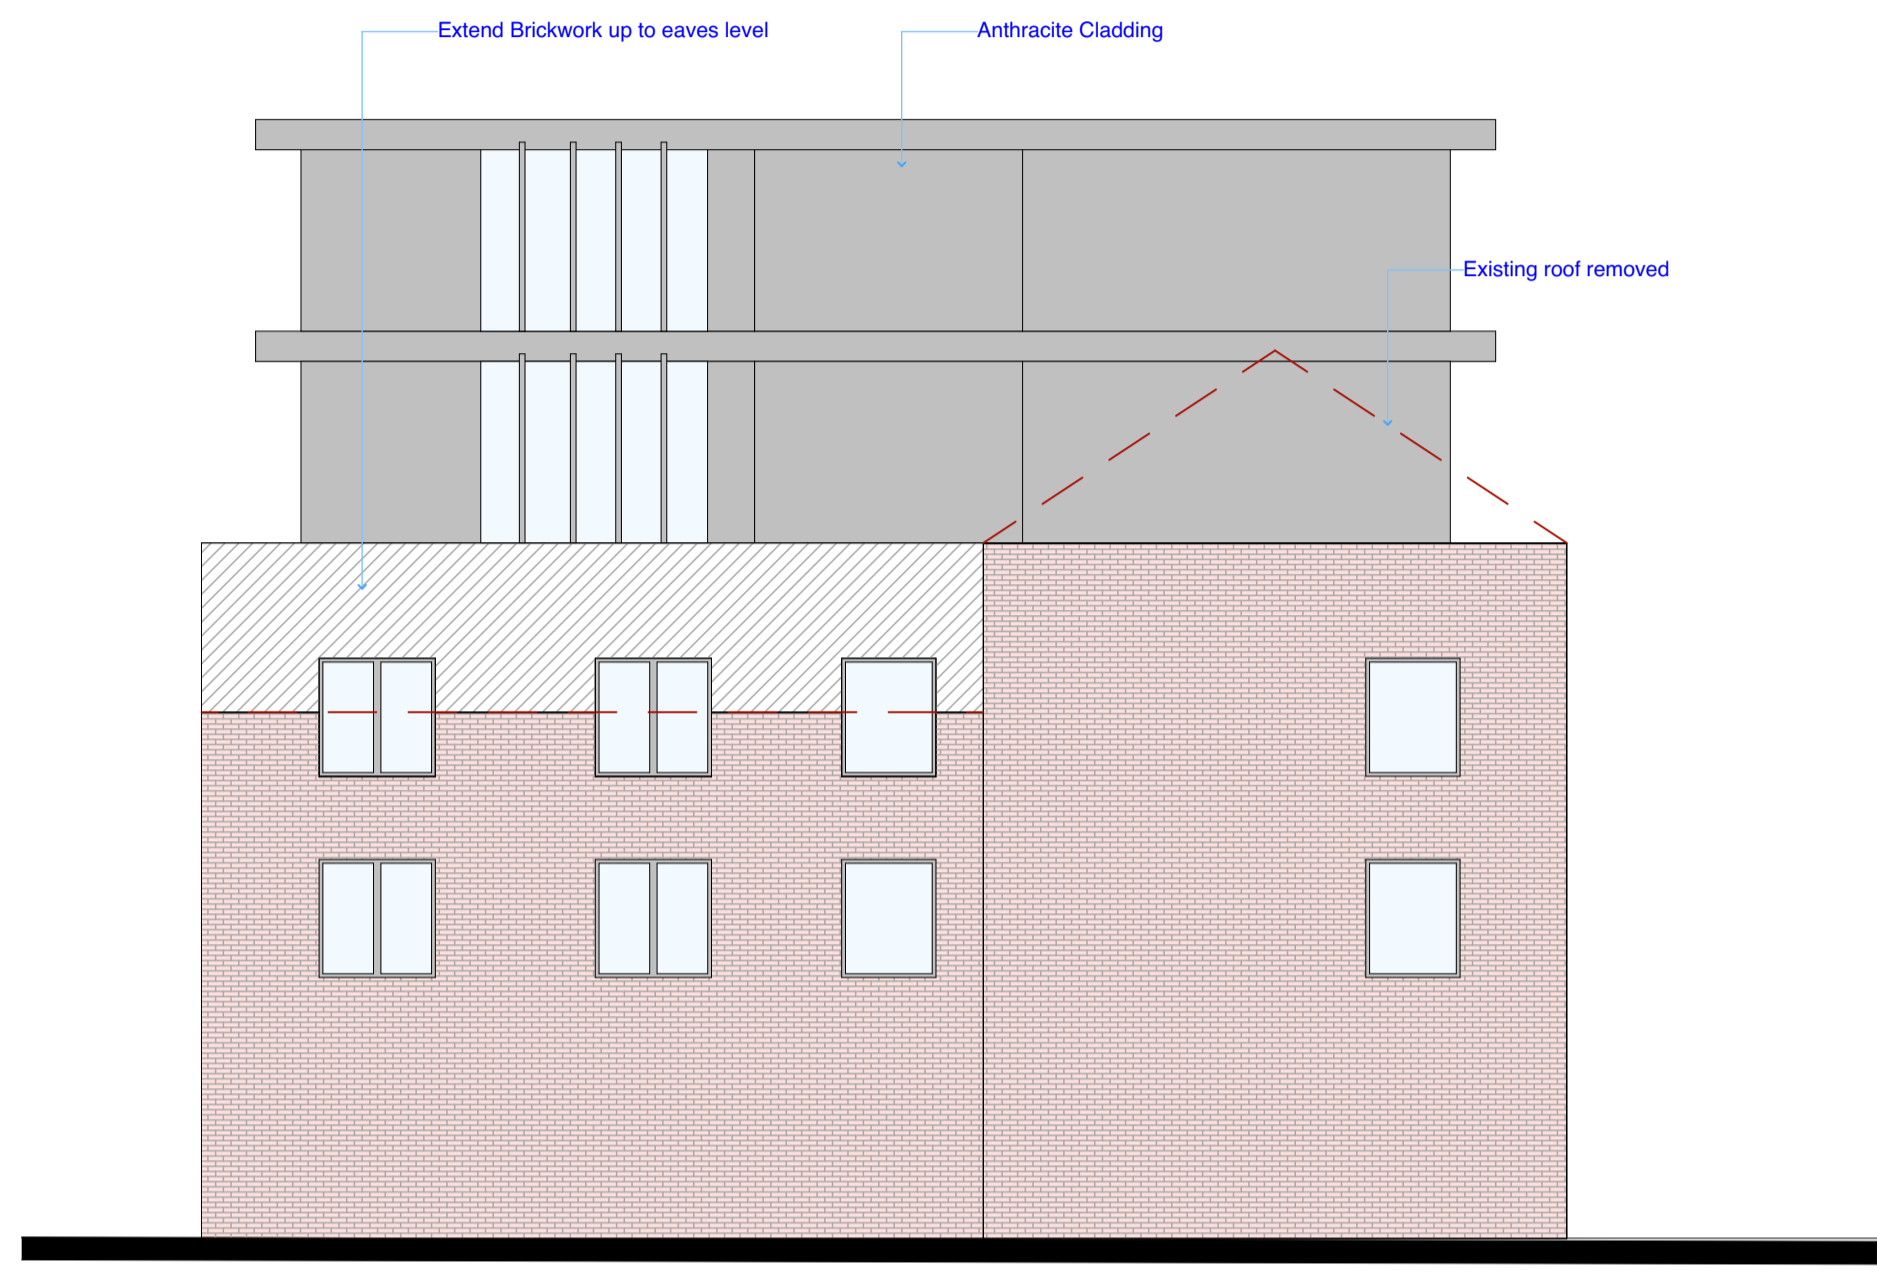 Extend Brickwork up to eaves level
Anthracite Cladding
Existing roof removed